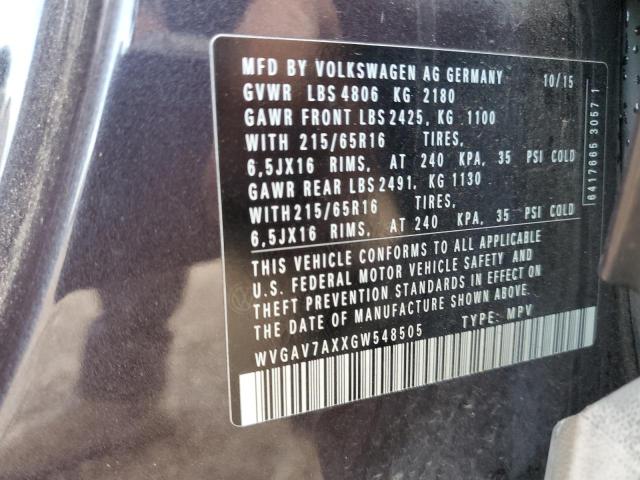 MFD BY VOLKSWAGEN AG GERMANY 10/15
GVWR LBS 4806 KG 2180
GAWR FRONT LBS 2425, KG 1100
WITH 215/65R16 TIRES,
6,5JX16 RIMS, AT 240 KPA, 35 PSI COLD
GAWR REAR LBS 2491, KG 1130
WITH 215/65R16 TIRES,
6,5JX16 RIMS, AT 240 KPA, 35 PSI COLD
THIS VEHICLE CONFORMS TO ALL APPLICABLE
U.S. FEDERAL MOTOR VEHICLE SAFETY AND
THEFT PREVENTION STANDARDS IN EFFECT ON
THE DATE OF MANUFACTURE SHOWN ABOVE.
WVGAV7AXXGW548505 TYPE: MPV
6417665 3057 1